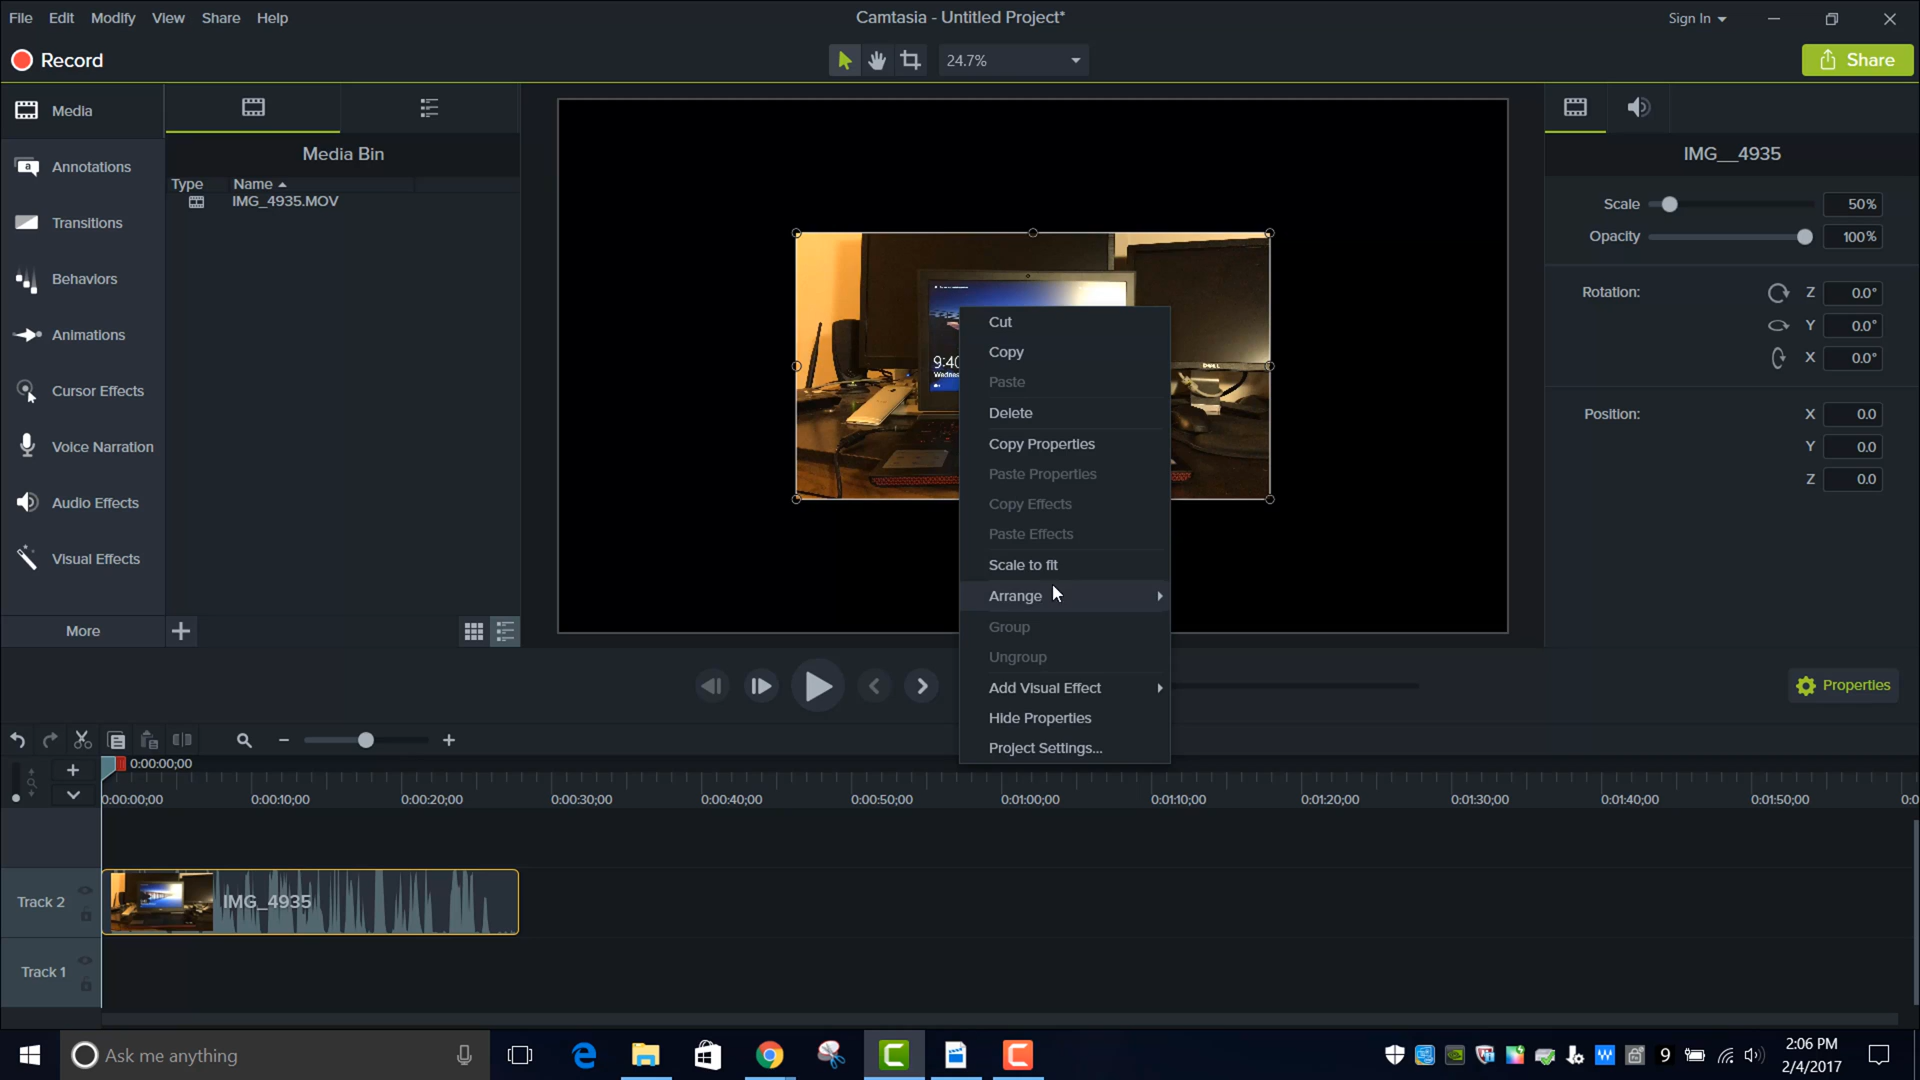 File Edit Modify View Share Help
Camtasia - Untitled Project*
Sign In
Record
24.7%
Share
Media
Annotations
Transitions
Behaviors
Animations
Cursor Effects
Voice Narration
Audio Effects
Visual Effects
More
Media Bin
Type Name
IMG_4935.MOV
9:40
Wednes
DELL
Cut
Copy
Paste
Delete
Copy Properties
Paste Properties
Copy Effects
Paste Effects
Scale to fit
Arrange
Group
Ungroup
Add Visual Effect
Hide Properties
Project Settings...
IMG__4935
Scale 50%
Opacity 100%
Rotation: Z 0.0°
Y 0.0°
X 0.0°
Position: X 0.0
Y 0.0
Z 0.0
Properties
0:00:00;00
0:00:00;00 0:00:10;00 0:00:20;00 0:00:30;00 0:00:40;00 0:00:50;00 0:01:00;00 0:01:10;00 0:01:20;00 0:01:30;00 0:01:40;00 0:01:50;00 0:0
Track 2
IMG_4935
Track 1
Ask me anything
9
2:06 PM
2/4/2017